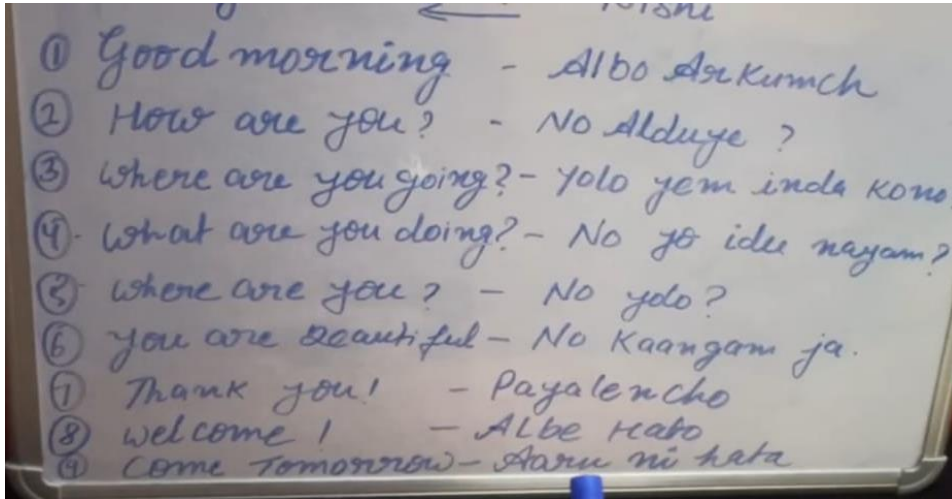 ① Good morning - Albo Arkumch
② How are you? - No Alduye ?
③ where are you going? - Yolo yem inda kono
④. what are you doing? - No yo idu nayam?
⑤ where are you? - No yolo?
⑥ you are Beautiful - No Kaangam ja.
⑦ Thank you! - Payalencho
⑧ welcome ! - Albe Habo
⑨ come Tomorrow - Aaru ni hata